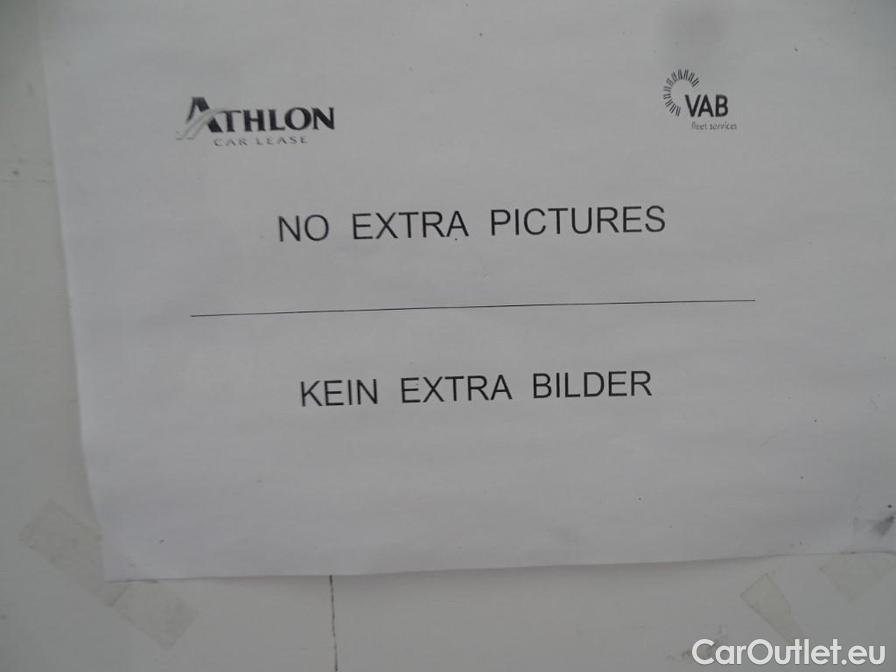 ATHLON
CAR LEASE
VAB
fleet services
NO EXTRA PICTURES
KEIN EXTRA BILDER
CarOutlet.eu